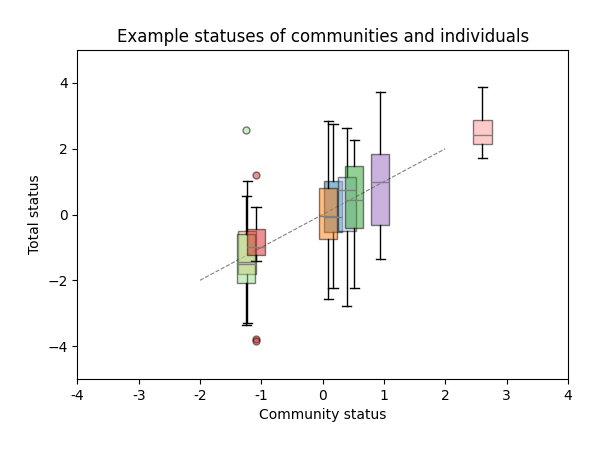 Example statuses of communities and individuals
Total status
4
2
0
−2
−4
-4 -3 -2 -1 0 1 2 3 4
Community status